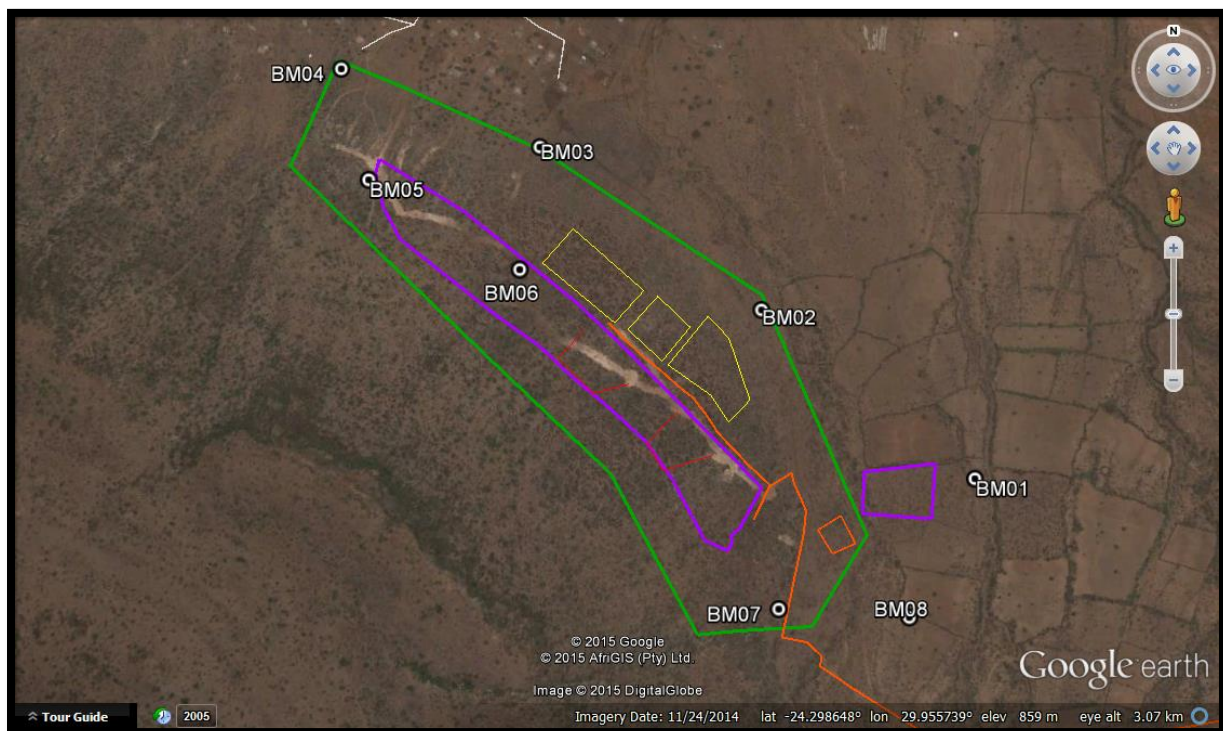 N
BM04
BM03
BM05
BM06
BM02
BM01
BM07
BM08
© 2015 Google
© 2015 AfriGIS (Pty) Ltd.
Image © 2015 DigitalGlobe
Google earth
Tour Guide
2005
Imagery Date: 11/24/2014 lat -24.298648° lon 29.955739° elev 859 m eye alt 3.07 km